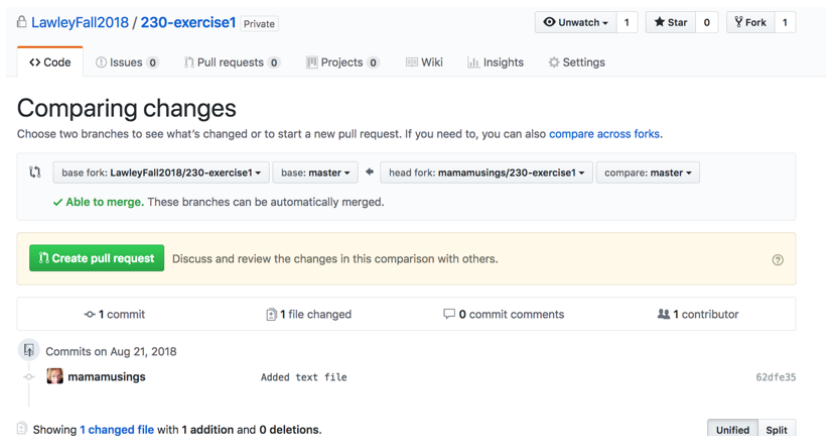 LawleyFall2018 / 230-exercise1 Private Unwatch 1 Star 0 Fork 1
Code Issues 0 Pull requests 0 Projects 0 Wiki Insights Settings
Comparing changes
Choose two branches to see what's changed or to start a new pull request. If you need to, you can also compare across forks.
base fork: LawleyFall2018/230-exercise1 base: master head fork: mamamusings/230-exercise1 compare: master
Able to merge. These branches can be automatically merged.
Create pull request Discuss and review the changes in this comparison with others.
1 commit 1 file changed 0 commit comments 1 contributor
Commits on Aug 21, 2018
mamamusings Added text file 62dfe35
Showing 1 changed file with 1 addition and 0 deletions. Unified Split